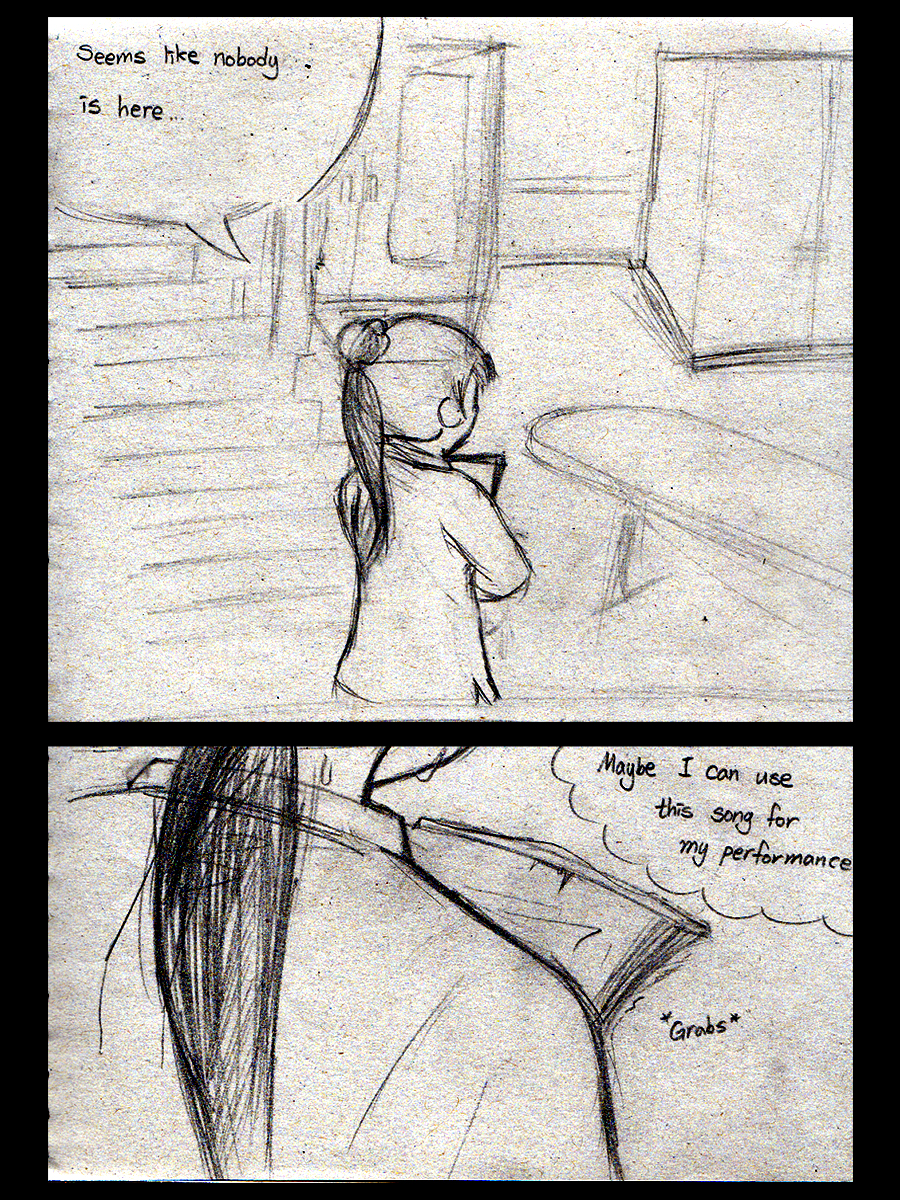 Seems like nobody
is here...
Maybe I can use
this song for
my performance
*Grabs*